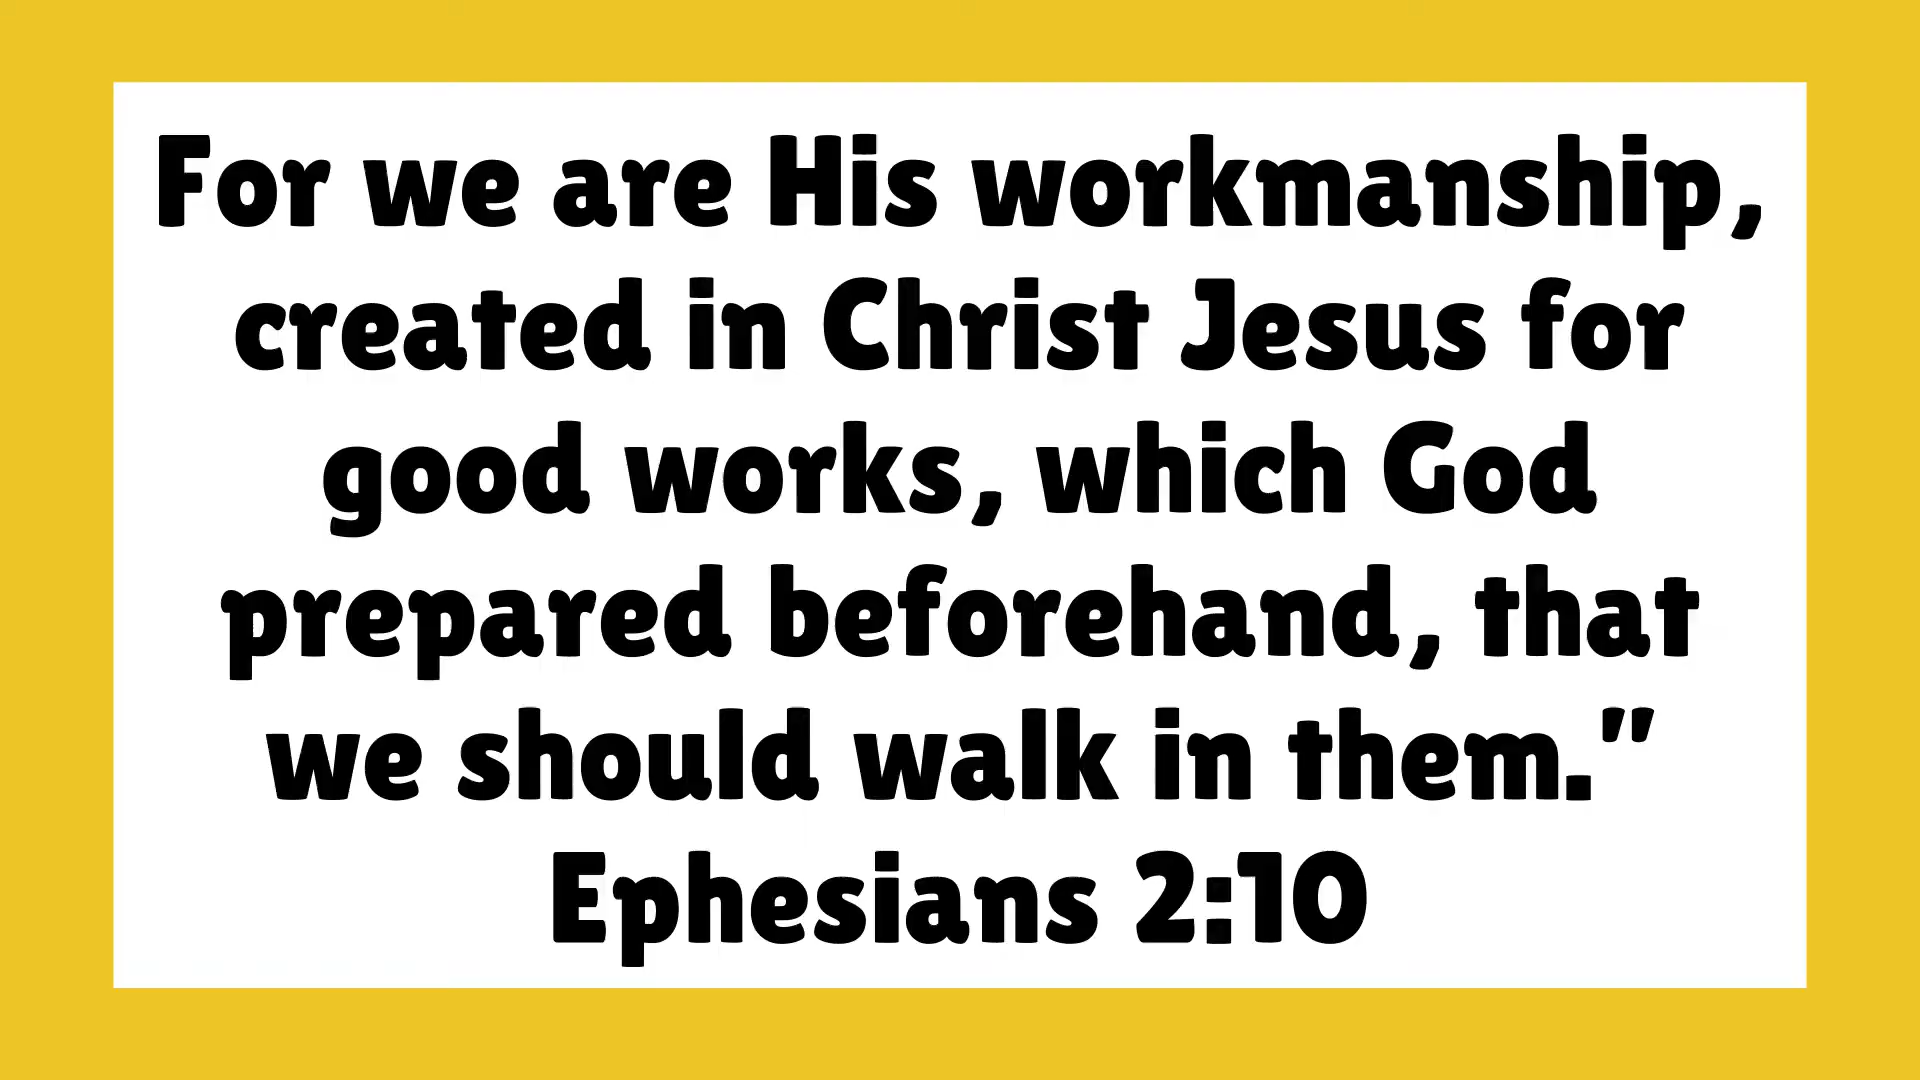 For we are His workmanship,
created in Christ Jesus for
good works, which God
prepared beforehand, that
we should walk in them."
Ephesians 2:10